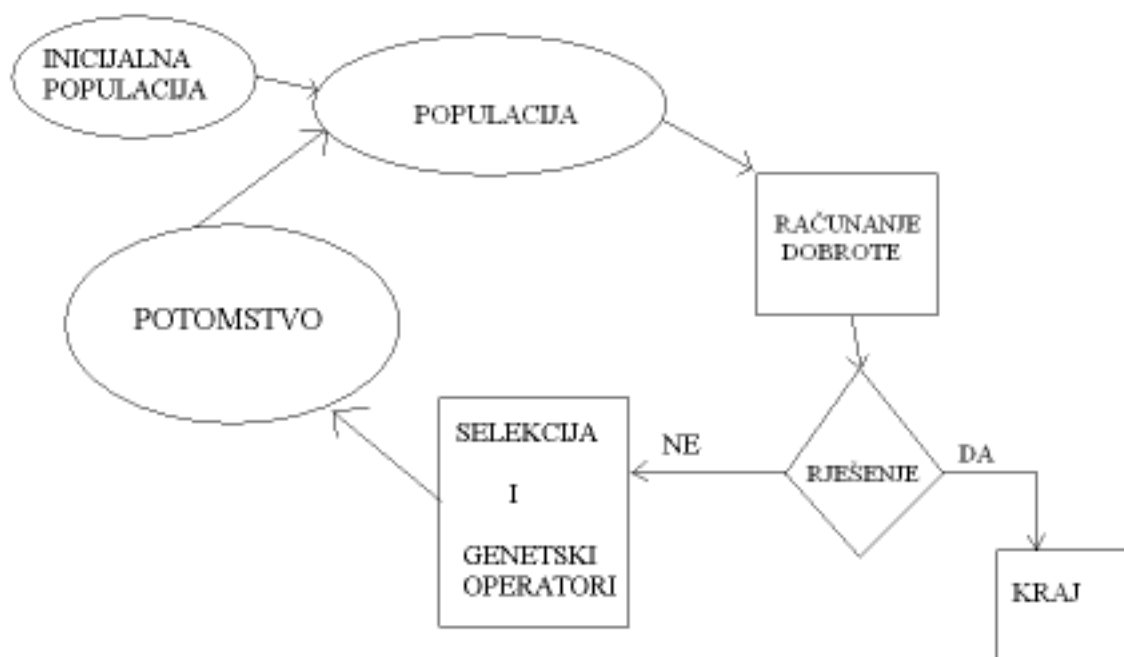 INICIJALNA
POPULACIJA
POPULACIJA
RAČUNANJE
DOBROTE
POTOMSTVO
SELEKCIJA
I
GENETSKI
OPERATORI
NE
RJEŠENJE
DA
KRAJ